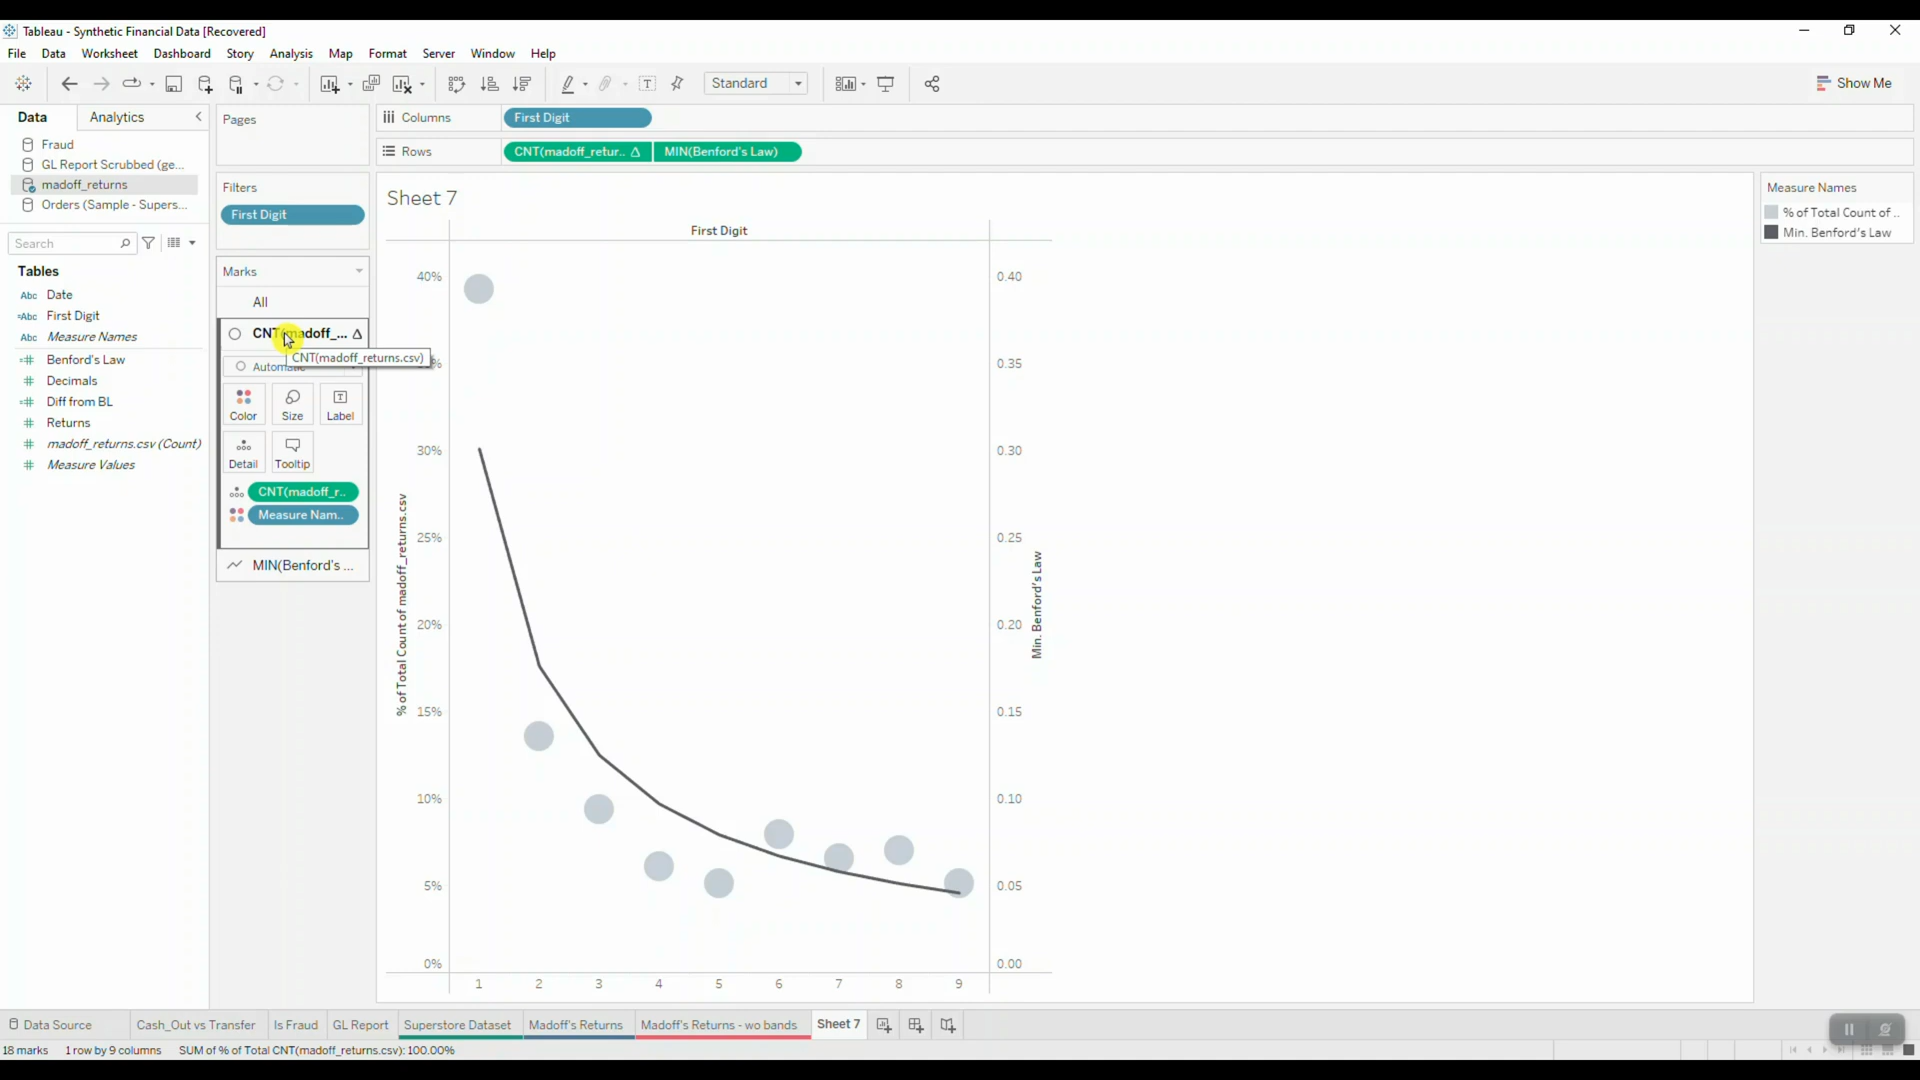 Tableau - Synthetic Financial Data [Recovered]
File Data Worksheet Dashboard Story Analysis Map Format Server Window Help
Standard
Show Me
Data Analytics
Fraud
GL Report Scrubbed (ge...
madoff_returns
Orders (Sample - Supers...
Search
Tables
Abc Date
=Abc First Digit
Abc Measure Names
=# Benford's Law
# Decimals
=# Diff from BL
# Returns
# madoff_returns.csv (Count)
# Measure Values
Pages
Filters
First Digit
Marks
All
CNT(madoff_... Δ
CNT(madoff_returns.csv)
Color Size Label
Detail Tooltip
CNT(madoff_r..
Measure Nam..
MIN(Benford's ...
Columns First Digit
Rows CNT(madoff_retur.. Δ MIN(Benford's Law)
Sheet 7
First Digit
40%
30%
25%
20%
15%
10%
5%
0%
% of Total Count of madoff_returns.csv
0.40
0.35
0.30
0.25
0.20
0.15
0.10
0.05
0.00
Min. Benford's Law
1 2 3 4 5 6 7 8 9
Measure Names
% of Total Count of ..
Min. Benford's Law
Data Source Cash_Out vs Transfer Is Fraud GL Report Superstore Dataset Madoff's Returns Madoff's Returns - wo bands Sheet 7
18 marks 1 row by 9 columns SUM of % of Total CNT(madoff_returns.csv): 100.00%